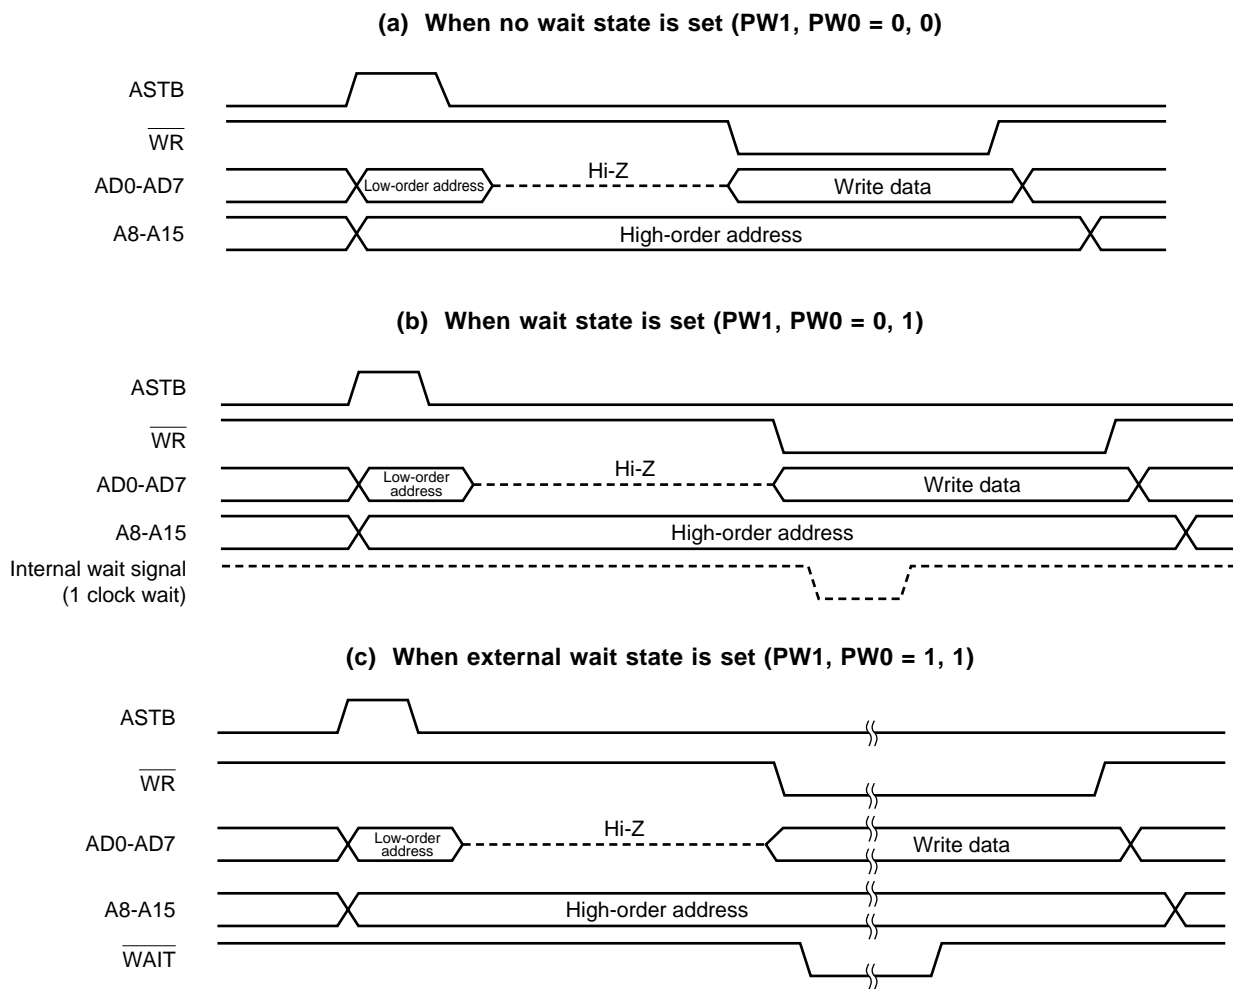 (a) When no wait state is set (PW1, PW0 = 0, 0)
ASTB
WR
AD0-AD7
Low-order address
Hi-Z
Write data
A8-A15
High-order address
(b) When wait state is set (PW1, PW0 = 0, 1)
ASTB
WR
AD0-AD7
Low-order
address
Hi-Z
Write data
A8-A15
High-order address
Internal wait signal
(1 clock wait)
(c) When external wait state is set (PW1, PW0 = 1, 1)
ASTB
WR
AD0-AD7
Low-order
address
Hi-Z
Write data
A8-A15
High-order address
WAIT